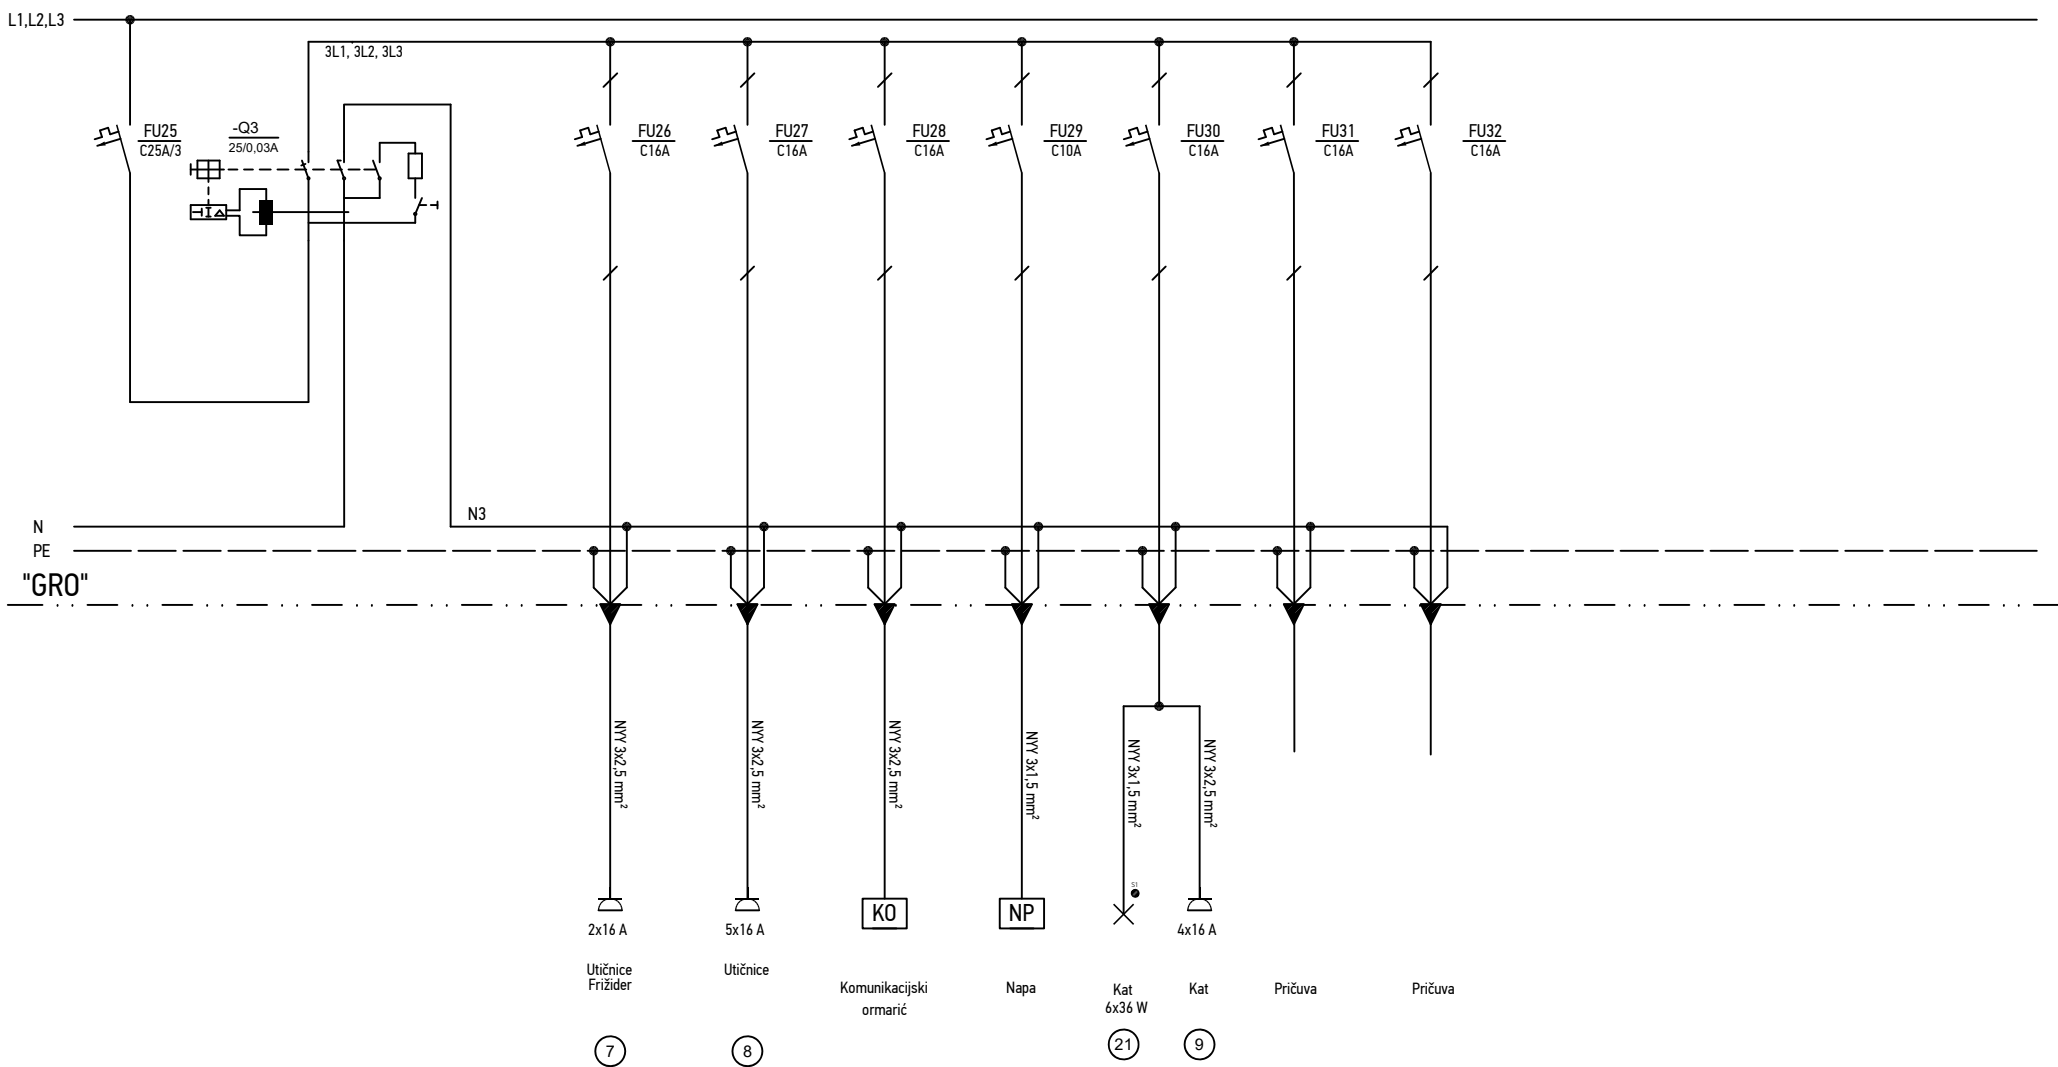 L1,L2,L3
3L1, 3L2, 3L3
FU25
C25A/3
-Q3
25/0,03A
FU26
C16A
FU27
C16A
FU28
C16A
FU29
C10A
FU30
C16A
FU31
C16A
FU32
C16A
N
N3
PE
"GRO"
NYY 3x2,5 mm²
NYY 3x2,5 mm²
NYY 3x2,5 mm²
NYY 3x1,5 mm²
NYY 3x1,5 mm²
NYY 3x2,5 mm²
S1
KO
NP
2x16 A
5x16 A
4x16 A
Utičnice
Frižider
Utičnice
Komunikacijski
ormarić
Napa
Kat
6x36 W
Kat
Pričuva
Pričuva
7
8
21
9